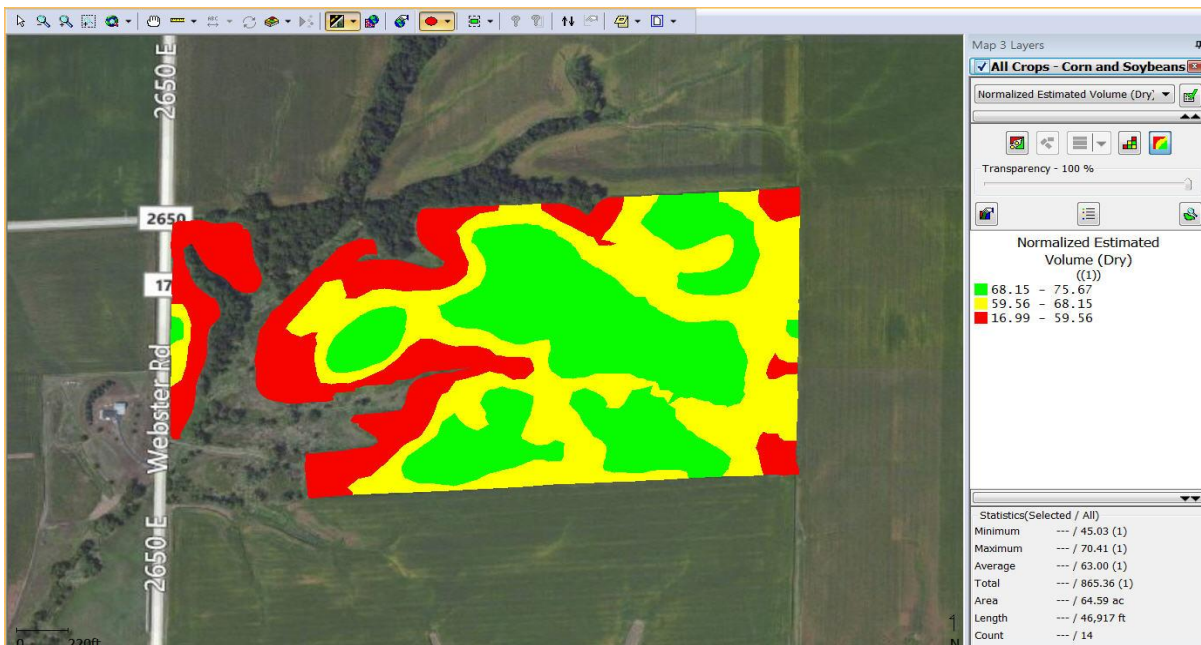 Map 3 Layers
All Crops - Corn and Soybeans
Normalized Estimated Volume (Dry)
Transparency - 100 %
Normalized Estimated
Volume (Dry)
((1))
68.15 - 75.67
59.56 - 68.15
16.99 - 59.56
Statistics(Selected / All)
Minimum --- / 45.03 (1)
Maximum --- / 70.41 (1)
Average --- / 63.00 (1)
Total --- / 865.36 (1)
Area --- / 64.59 ac
Length --- / 46,917 ft
Count --- / 14
2650 E
2650
17
Webster Rd
2650 E
0 220ft
N